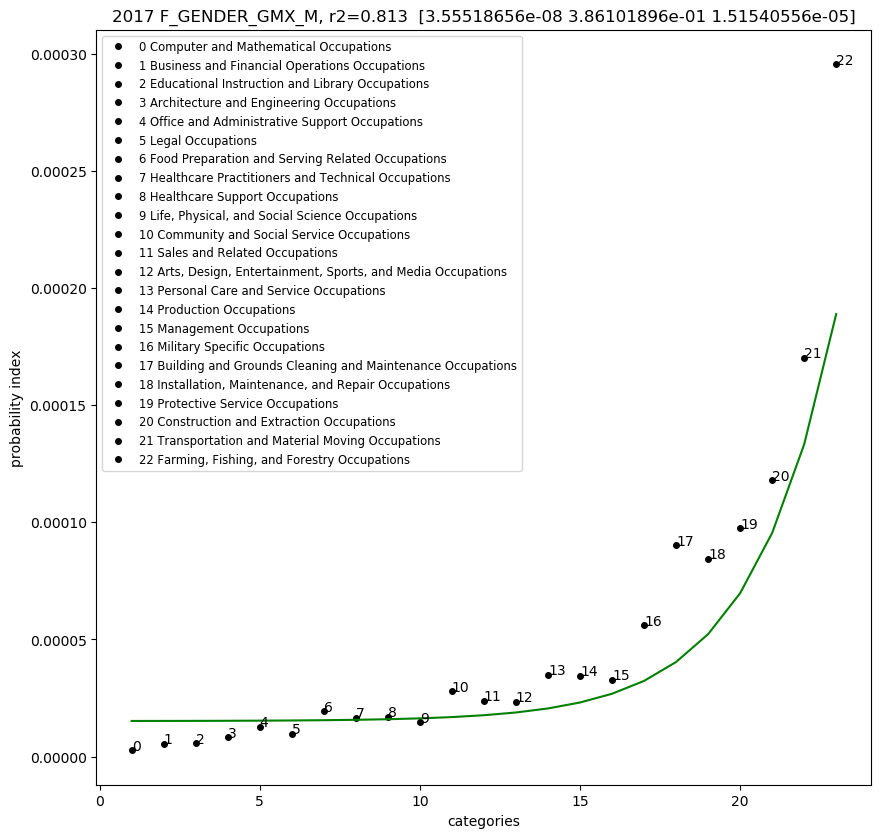 2017 F_GENDER_GMX_M, r2=0.813 [3.55518656e-08 3.86101896e-01 1.51540556e-05]
0 Computer and Mathematical Occupations
1 Business and Financial Operations Occupations
2 Educational Instruction and Library Occupations
3 Architecture and Engineering Occupations
4 Office and Administrative Support Occupations
5 Legal Occupations
6 Food Preparation and Serving Related Occupations
7 Healthcare Practitioners and Technical Occupations
8 Healthcare Support Occupations
9 Life, Physical, and Social Science Occupations
10 Community and Social Service Occupations
11 Sales and Related Occupations
12 Arts, Design, Entertainment, Sports, and Media Occupations
13 Personal Care and Service Occupations
14 Production Occupations
15 Management Occupations
16 Military Specific Occupations
17 Building and Grounds Cleaning and Maintenance Occupations
18 Installation, Maintenance, and Repair Occupations
19 Protective Service Occupations
20 Construction and Extraction Occupations
21 Transportation and Material Moving Occupations
22 Farming, Fishing, and Forestry Occupations
0.00030
0.00025
0.00020
0.00015
0.00010
0.00005
0.00000
probability index
0
1
2
3
4
5
6
7
8
9
10
11
12
13
14
15
16
17
18
19
20
21
22
0
5
10
15
20
categories